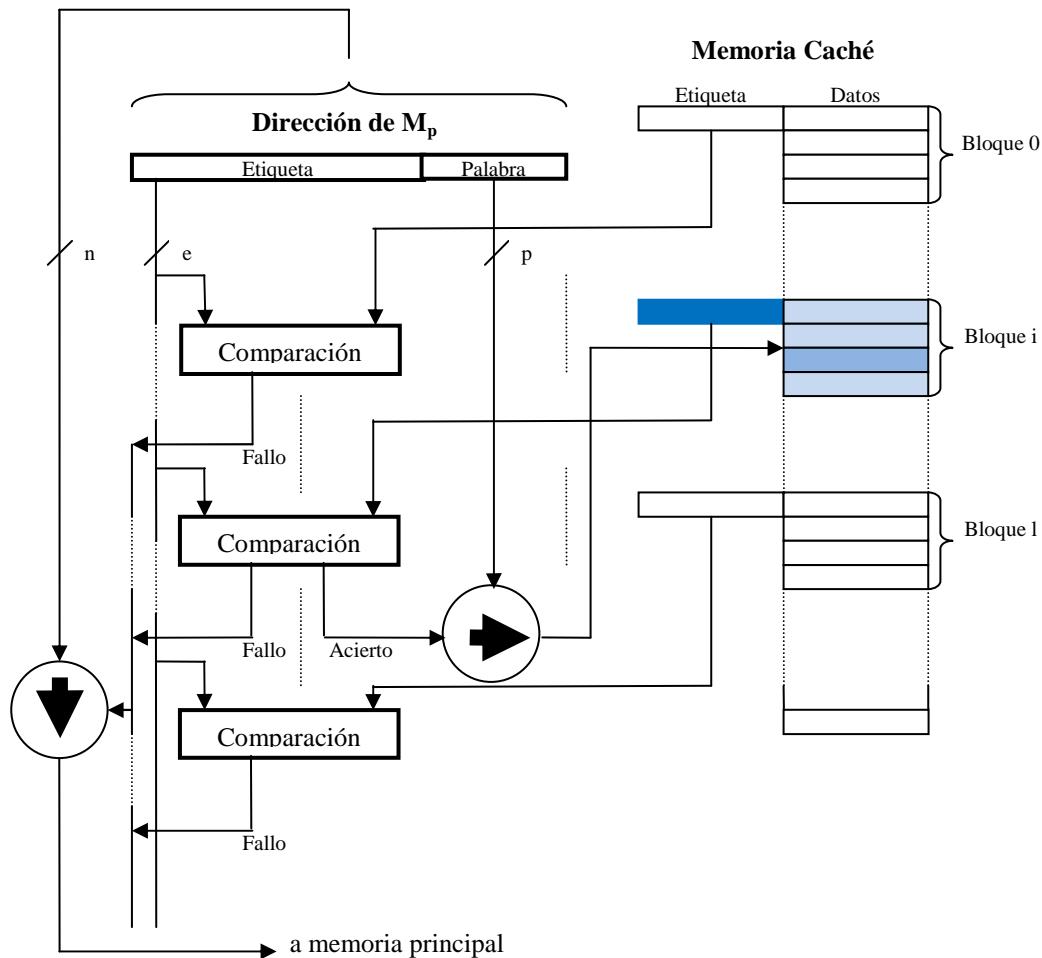 Memoria Caché
Etiqueta Datos
Dirección de Mp
Bloque 0
Etiqueta Palabra
n e p
Bloque i
Comparación
Fallo
Bloque l
Comparación
Fallo Acierto
Comparación
Fallo
a memoria principal